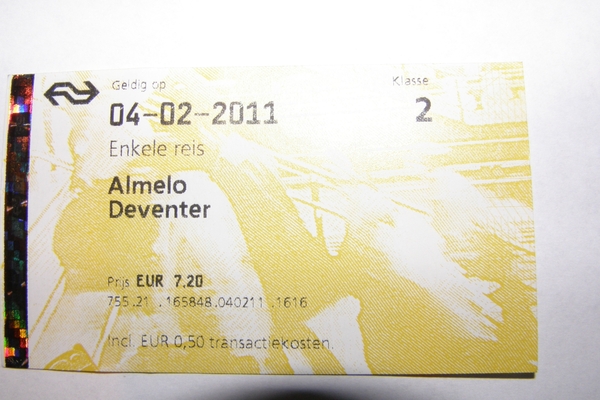 Geldig op
Klasse
04-02-2011
2
Enkele reis
Almelo
Deventer
Prijs EUR 7.20
755.21 .165848.040211 .1616
Incl. EUR 0,50 transactiekosten.